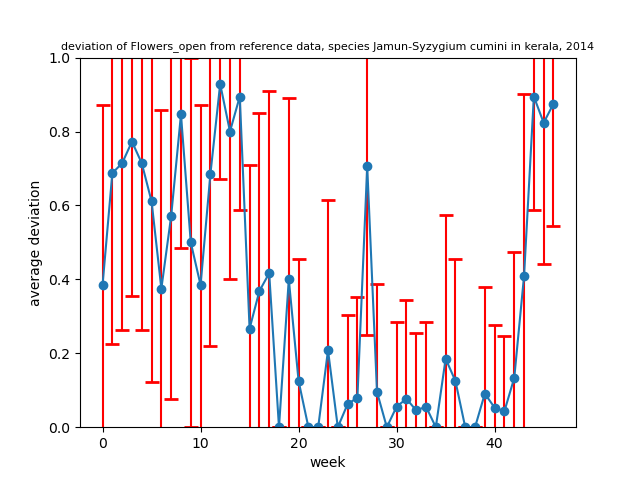 deviation of Flowers_open from reference data, species Jamun-Syzygium cumini in kerala, 2014
1.0
0.8
0.6
0.4
0.2
0.0
average deviation
0 10 20 30 40
week